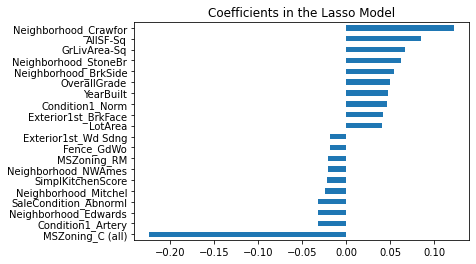 Coefficients in the Lasso Model
Neighborhood_Crawfor
AllSF-Sq
GrLivArea-Sq
Neighborhood_StoneBr
Neighborhood_BrkSide
OverallGrade
YearBuilt
Condition1_Norm
Exterior1st_BrkFace
LotArea
Exterior1st_Wd Sdng
Fence_GdWo
MSZoning_RM
Neighborhood_NWAmes
SimplKitchenScore
Neighborhood_Mitchel
SaleCondition_Abnorml
Neighborhood_Edwards
Condition1_Artery
MSZoning_C (all)
−0.20 −0.15 −0.10 −0.05 0.00 0.05 0.10